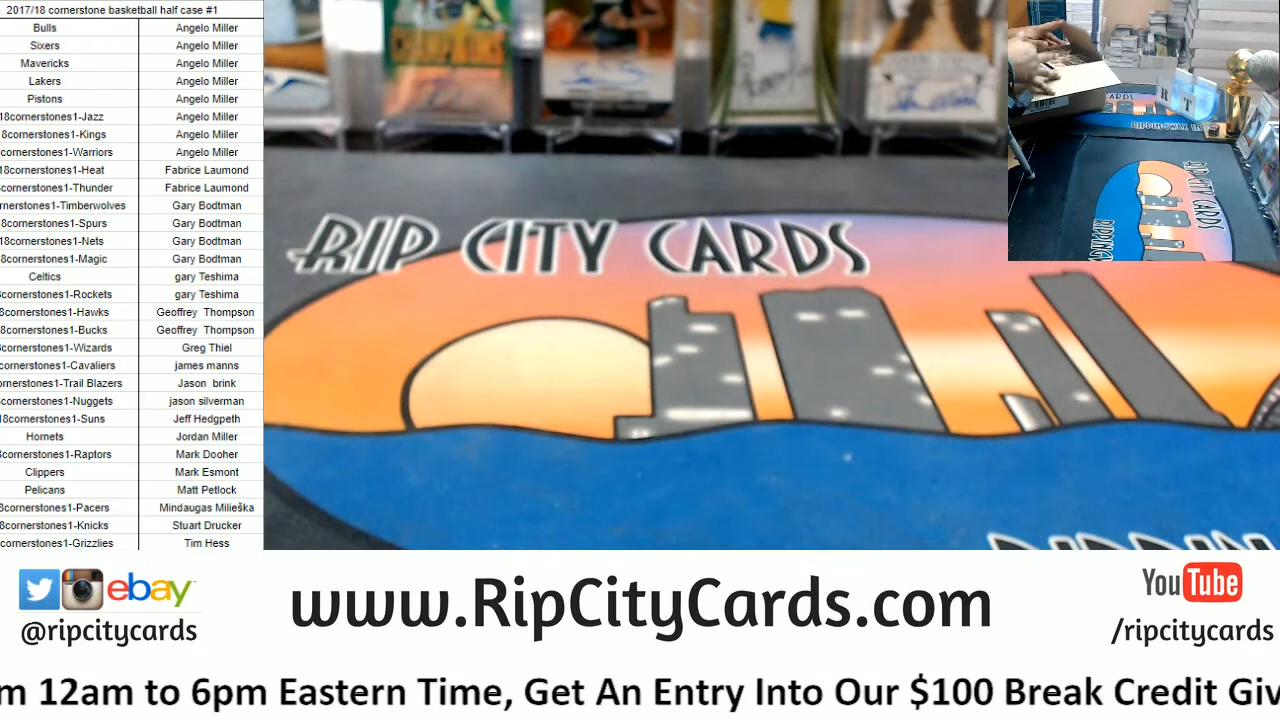 2017/18 cornerstone basketball half case #1
Bulls Angelo Miller
Sixers Angelo Miller
Mavericks Angelo Miller
Lakers Angelo Miller
Pistons Angelo Miller
18cornerstones1-Jazz Angelo Miller
8cornerstones1-Kings Angelo Miller
cornerstones1-Warriors Angelo Miller
18cornerstones1-Heat Fabrice Laumond
cornerstones1-Thunder Fabrice Laumond
rnerstones1-Timberwolves Gary Bodtman
8cornerstones1-Spurs Gary Bodtman
18cornerstones1-Nets Gary Bodtman
8cornerstones1-Magic Gary Bodtman
Celtics gary Teshima
cornerstones1-Rockets gary Teshima
8cornerstones1-Hawks Geoffrey Thompson
8cornerstones1-Bucks Geoffrey Thompson
cornerstones1-Wizards Greg Thiel
cornerstones1-Cavaliers james manns
ornerstones1-Trail Blazers Jason brink
cornerstones1-Nuggets jason silverman
18cornerstones1-Suns Jeff Hedgpeth
Hornets Jordan Miller
8cornerstones1-Raptors Mark Dooher
Clippers Mark Esmont
Pelicans Matt Petlock
8cornerstones1-Pacers Mindaugas Milieška
8cornerstones1-Knicks Stuart Drucker
cornerstones1-Grizzlies Tim Hess
RIP CITY CARDS
CARDS
R T
RIP CITY CARDS
ebay
@ripcitycards
www.RipCityCards.com
YouTube
/ripcitycards
m 12am to 6pm Eastern Time, Get An Entry Into Our $100 Break Credit Giv